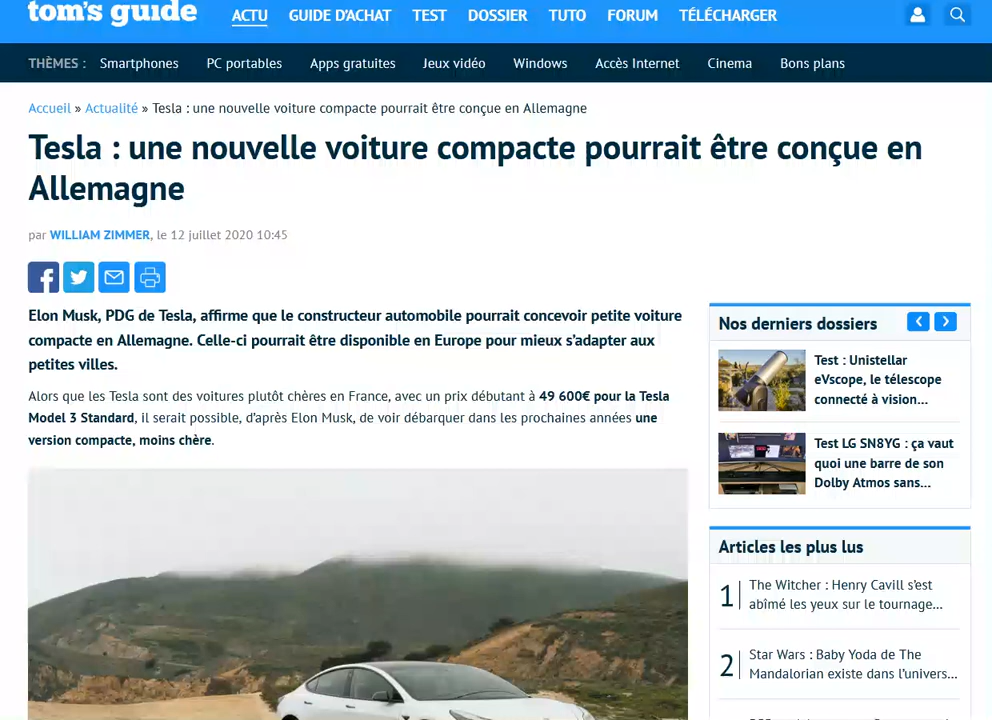 tom's guide
ACTU GUIDE D'ACHAT TEST DOSSIER TUTO FORUM TÉLÉCHARGER
THÈMES : Smartphones PC portables Apps gratuites Jeux vidéo Windows Accès Internet Cinema Bons plans
Accueil » Actualité » Tesla : une nouvelle voiture compacte pourrait être conçue en Allemagne
Tesla : une nouvelle voiture compacte pourrait être conçue en
Allemagne
par WILLIAM ZIMMER, le 12 juillet 2020 10:45
Elon Musk, PDG de Tesla, affirme que le constructeur automobile pourrait concevoir petite voiture
compacte en Allemagne. Celle-ci pourrait être disponible en Europe pour mieux s'adapter aux
petites villes.
Alors que les Tesla sont des voitures plutôt chères en France, avec un prix débutant à 49 600€ pour la Tesla
Model 3 Standard, il serait possible, d'après Elon Musk, de voir débarquer dans les prochaines années une
version compacte, moins chère.
Nos derniers dossiers
Test : Unistellar
eVscope, le télescope
connecté à vision...
Test LG SN8YG : ça vaut
quoi une barre de son
Dolby Atmos sans...
Articles les plus lus
1 The Witcher : Henry Cavill s'est
abîmé les yeux sur le tournage...
2 Star Wars : Baby Yoda de The
Mandalorian existe dans l'univers...